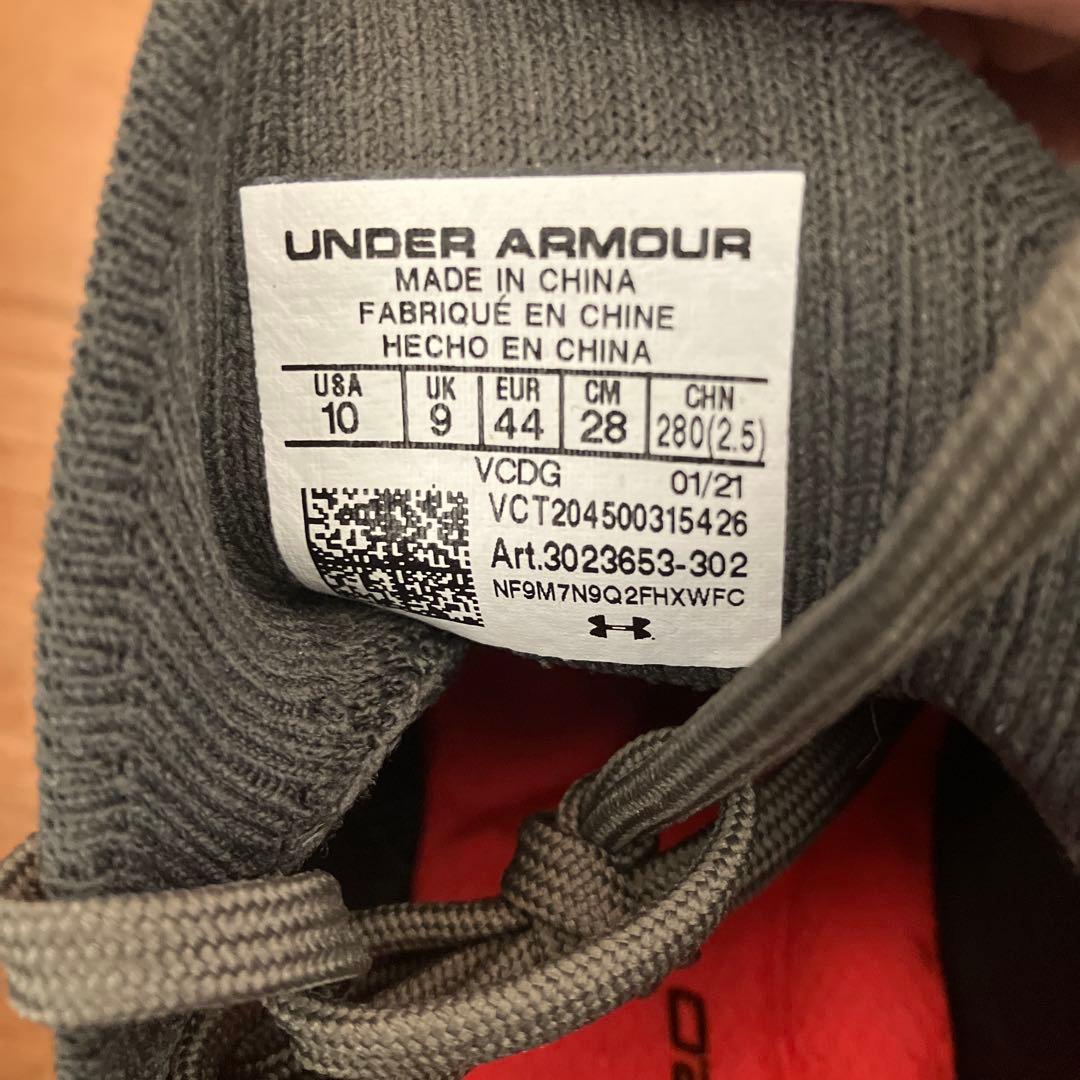 UNDER ARMOUR
MADE IN CHINA
FABRIQUÉ EN CHINE
HECHO EN CHINA
USA UK EUR CM CHN
10 9 44 28 280(2.5)
VCDG 01/21
VCT204500315426
Art.3023653-302
NF9M7N9Q2FHXWFC